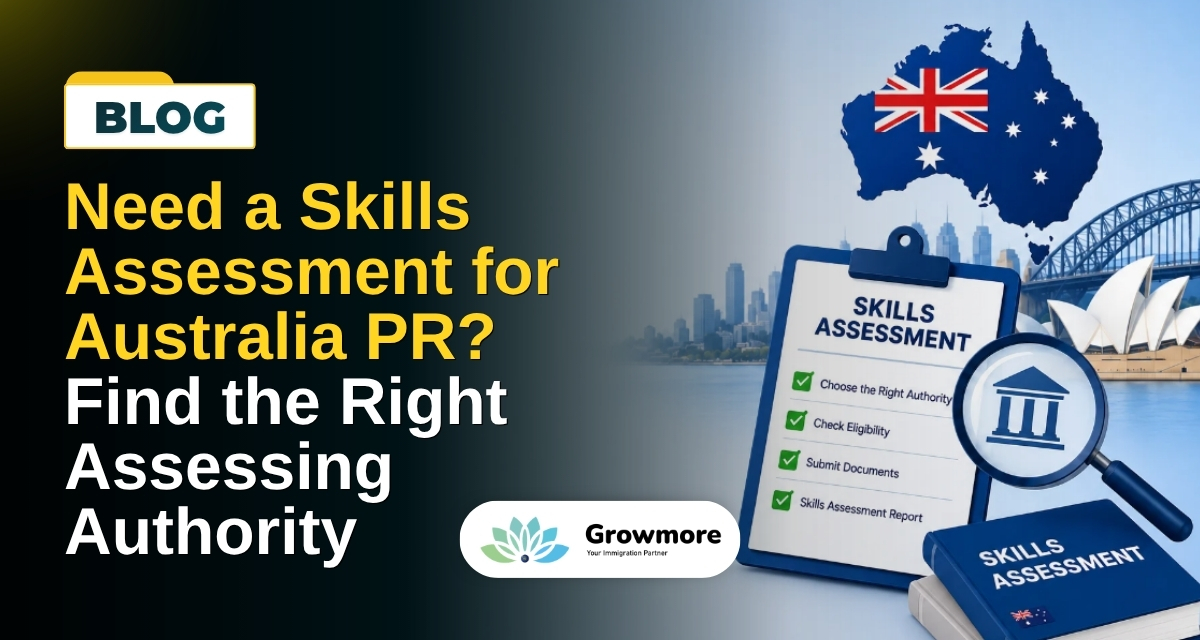 BLOG
Need a Skills
Assessment for
Australia PR?
Find the Right
Assessing
Authority
Growmore
Your Immigration Partner
SKILLS
ASSESSMENT
Choose the Right Authority
Check Eligibility
Submit Documents
Skills Assessment Report
SKILLS
ASSESSMENT